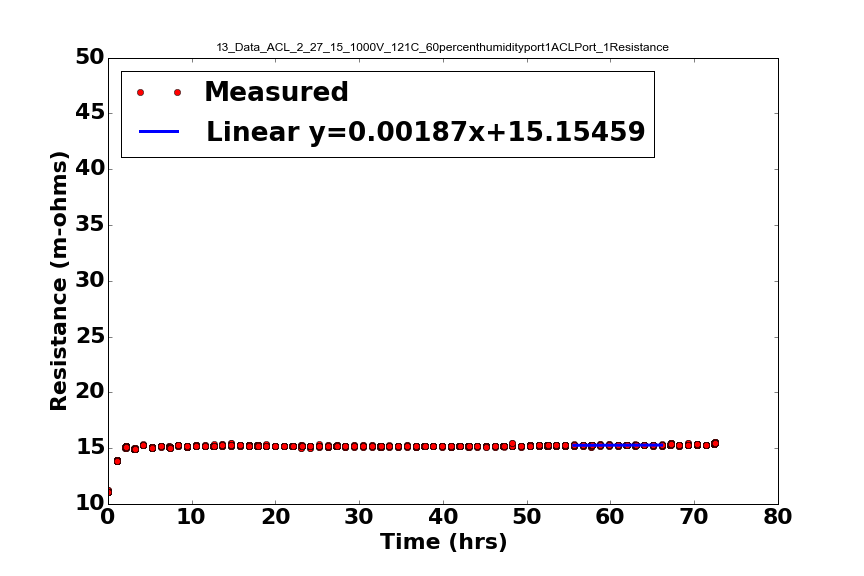 13_Data_ACL_2_27_15_1000V_121C_60percenthumidityport1ACLPort_1Resistance
Measured
Linear y=0.00187x+15.15459
50
45
40
35
30
25
20
15
10
Resistance (m-ohms)
0 10 20 30 40 50 60 70 80
Time (hrs)